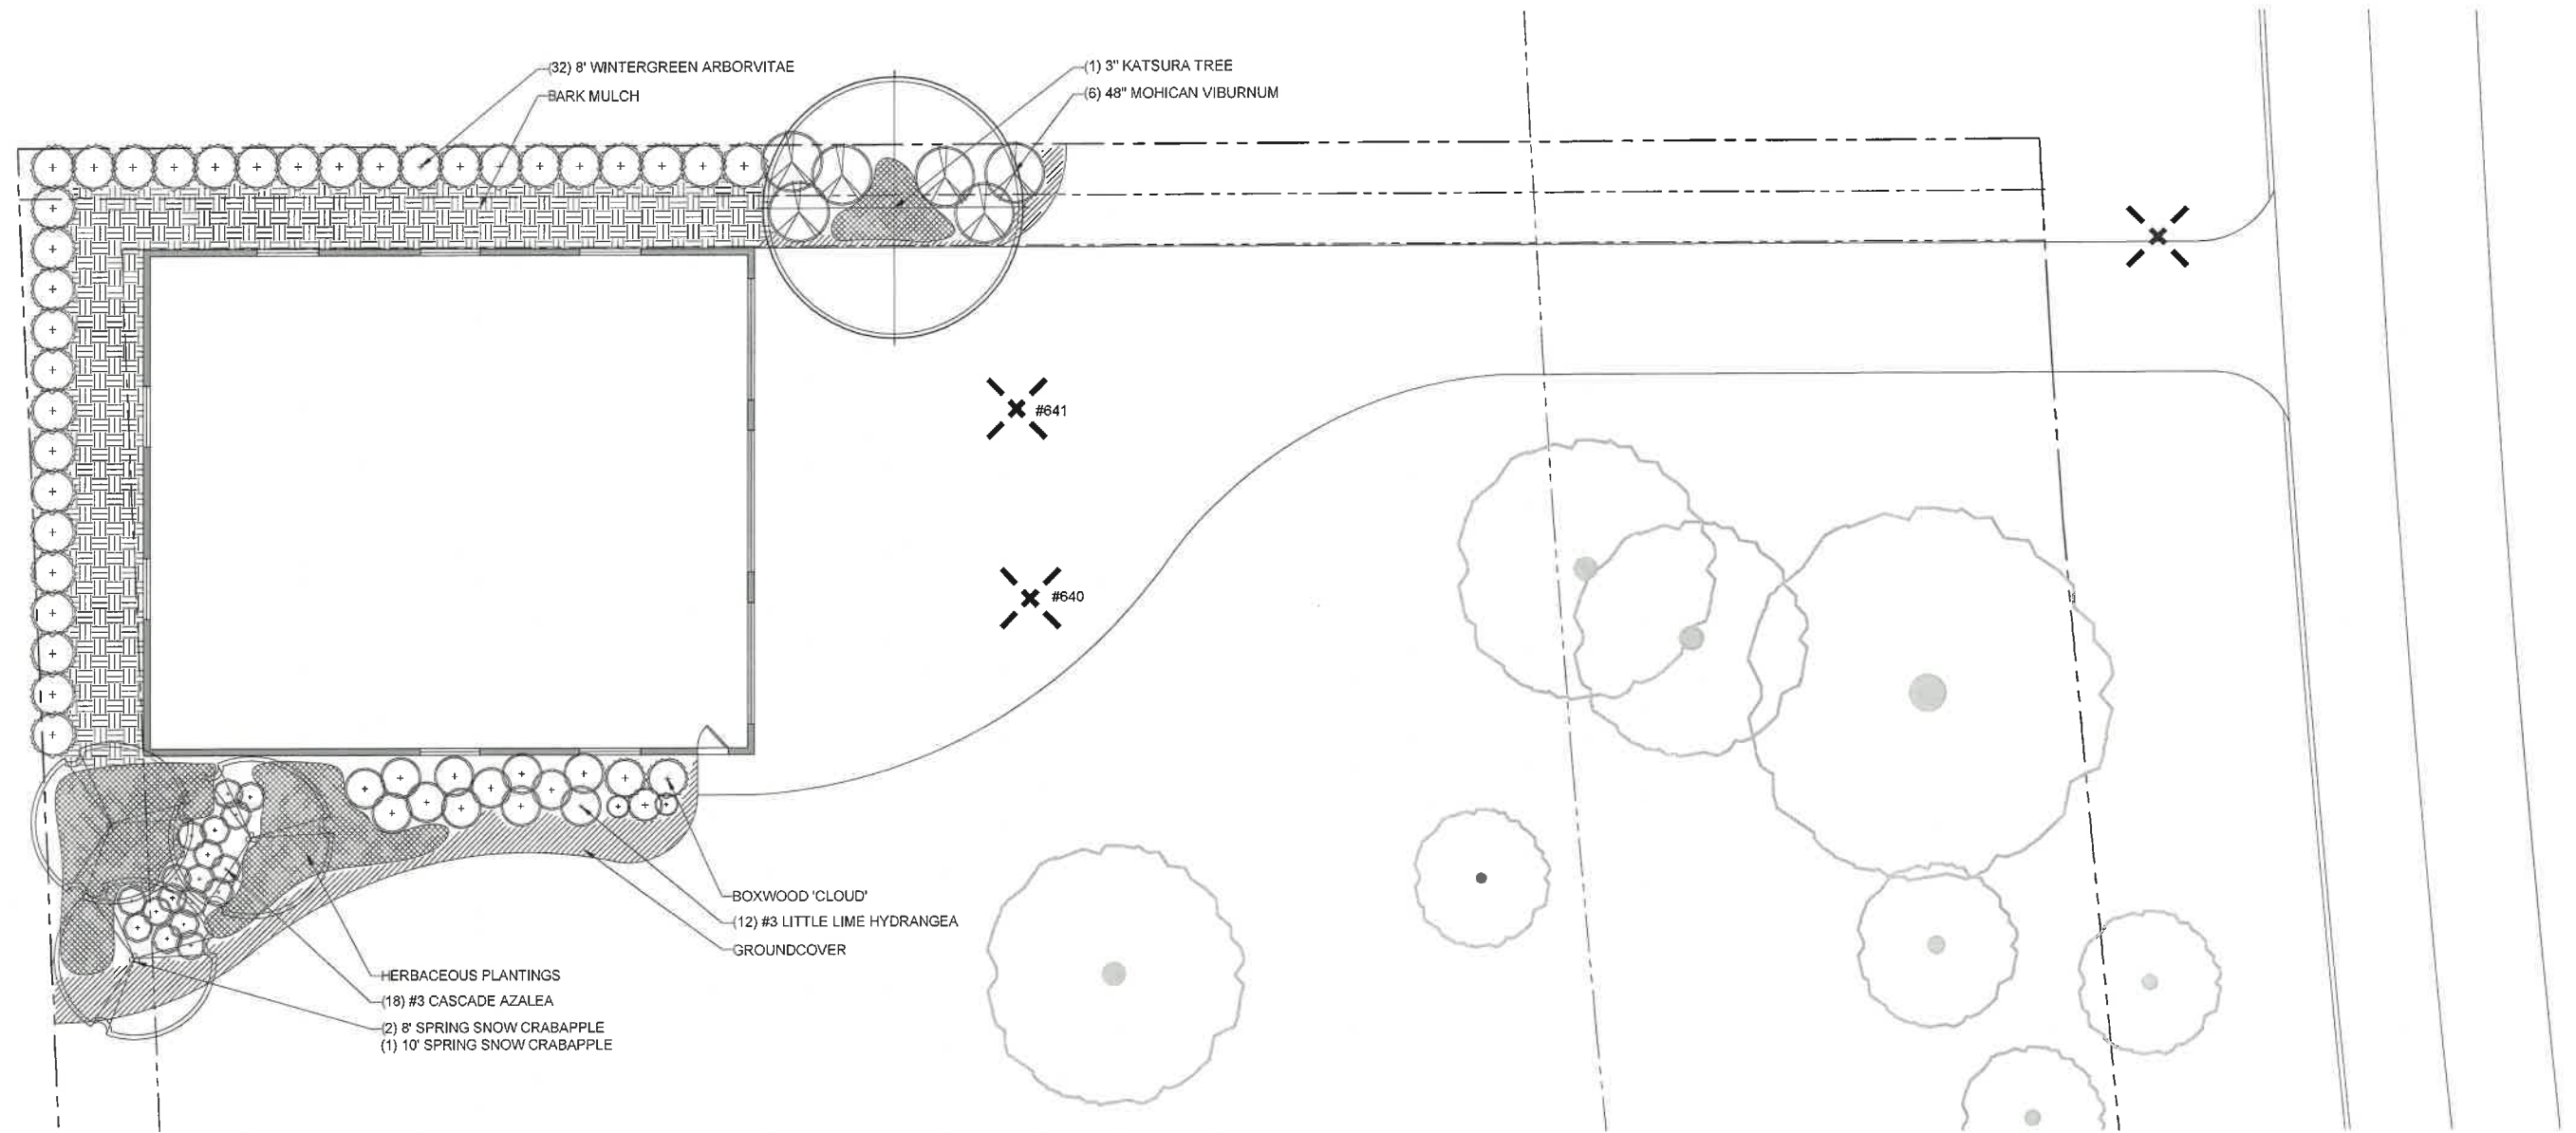 (32) 8' WINTERGREEN ARBORVITAE
BARK MULCH
(1) 3" KATSURA TREE
(6) 48" MOHICAN VIBURNUM
#641
#640
BOXWOOD 'CLOUD'
(12) #3 LITTLE LIME HYDRANGEA
GROUNDCOVER
HERBACEOUS PLANTINGS
(18) #3 CASCADE AZALEA
(2) 8' SPRING SNOW CRABAPPLE
(1) 10' SPRING SNOW CRABAPPLE